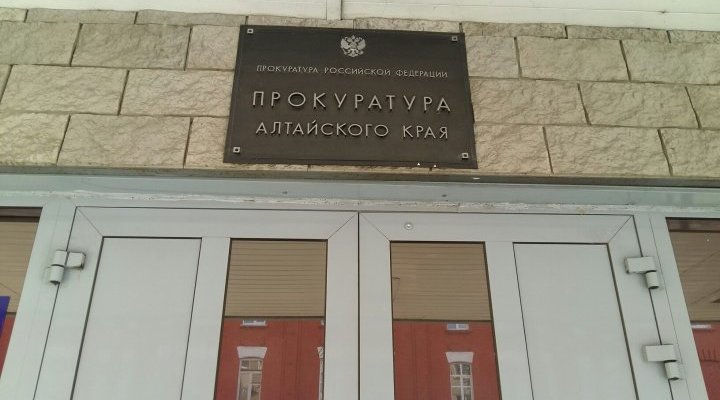 ПРОКУРАТУРА РОССИЙСКОЙ ФЕДЕРАЦИИ
ПРОКУРАТУРА
АЛТАЙСКОГО КРАЯ